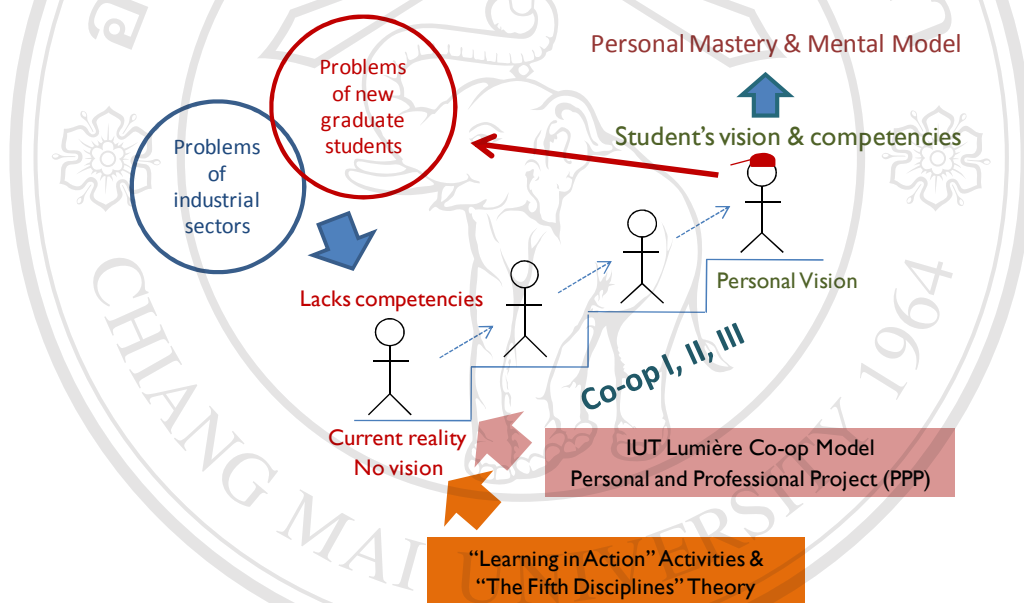 Personal Mastery & Mental Model
Problems
of new
graduate
students
Problems
of
industrial
sectors
Student's vision & competencies
Lacks competencies
Personal Vision
Co-op I, II, III
Current reality
No vision
IUT Lumière Co-op Model
Personal and Professional Project (PPP)
"Learning in Action" Activities &
"The Fifth Disciplines" Theory
CHIANG MAI UNIVERSITY 1964